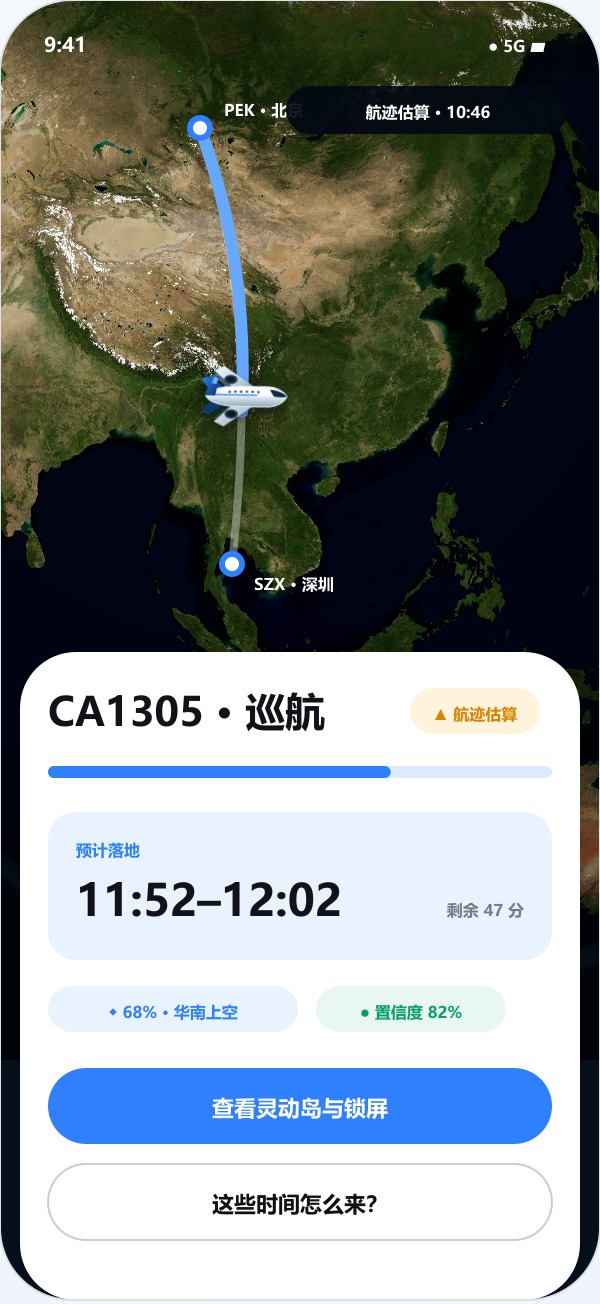 9:41
● 5G
PEK • 北京
航迹估算 • 10:46
SZX • 深圳
CA1305 • 巡航
▲ 航迹估算
预计落地
11:52–12:02
剩余 47 分
◆ 68% • 华南上空
● 置信度 82%
查看灵动岛与锁屏
这些时间怎么来?